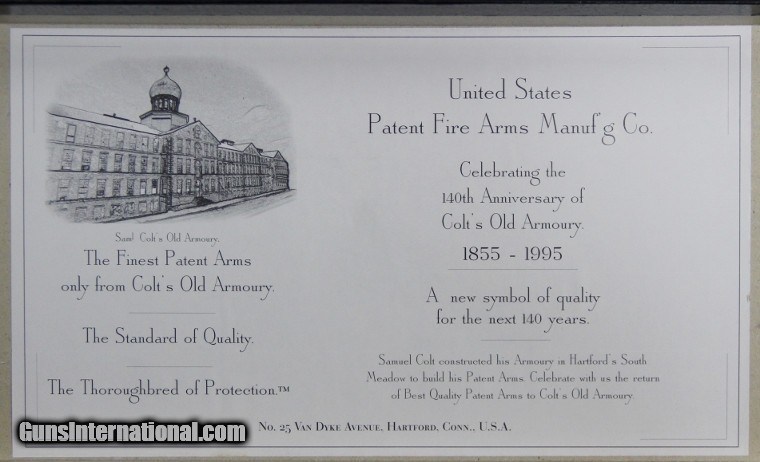 Saml Colt's Old Armoury.
The Finest Patent Arms
only from Colt's Old Armoury.
The Standard of Quality.
The Thoroughbred of Protection.™
United States
Patent Fire Arms Manuf'g Co.
Celebrating the
140th Anniversary of
Colt's Old Armoury.
1855 - 1995
A new symbol of quality
for the next 140 years.
Samuel Colt constructed his Armoury in Hartford's South
Meadow to build his Patent Arms. Celebrate with us the return
of Best Quality Patent Arms to Colt's Old Armoury.
No. 25 Van Dyke Avenue, Hartford, Conn., U.S.A.
GunsInternational.com